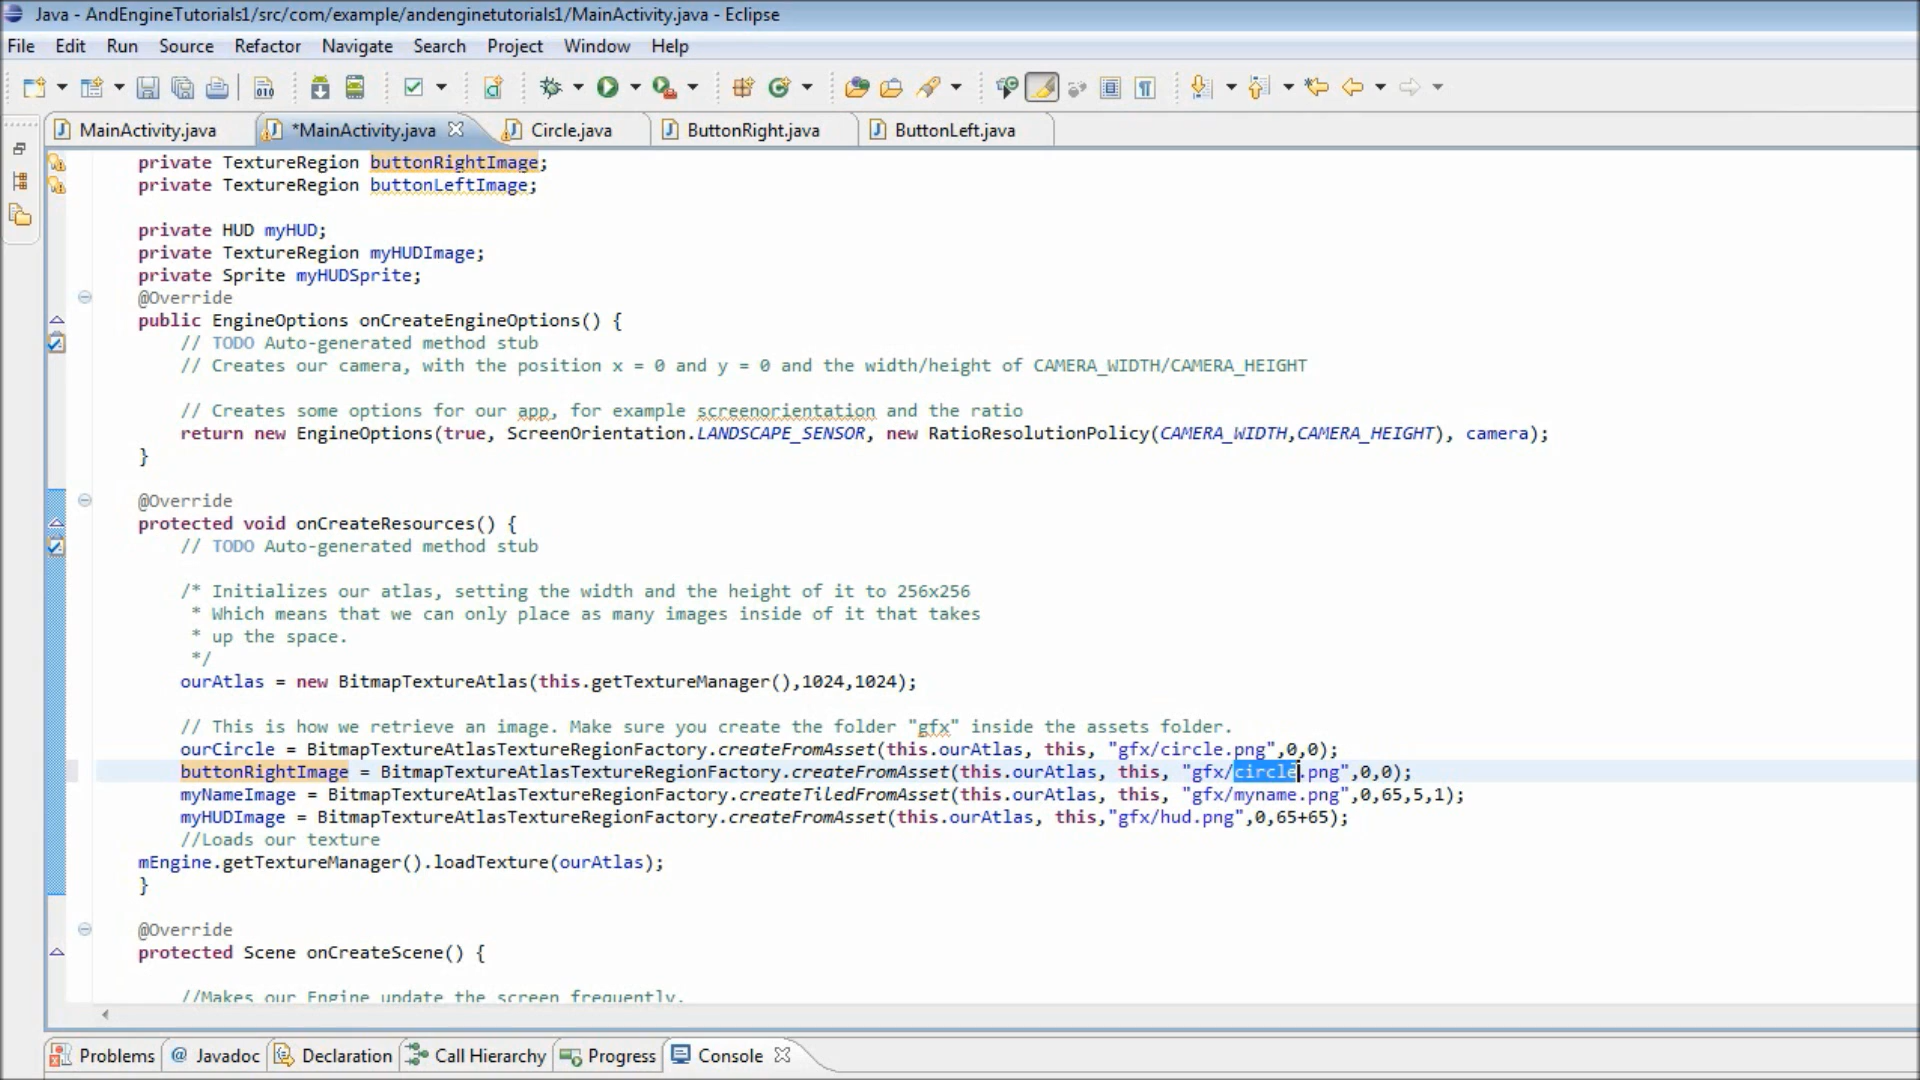 Java - AndEngineTutorials1/src/com/example/andenginetutorials1/MainActivity.java - Eclipse
File Edit Run Source Refactor Navigate Search Project Window Help
MainActivity.java *MainActivity.java Circle.java ButtonRight.java ButtonLeft.java
private TextureRegion buttonRightImage;
private TextureRegion buttonLeftImage;
private HUD myHUD;
private TextureRegion myHUDImage;
private Sprite myHUDSprite;
@Override
public EngineOptions onCreateEngineOptions() {
// TODO Auto-generated method stub
// Creates our camera, with the position x = 0 and y = 0 and the width/height of CAMERA_WIDTH/CAMERA_HEIGHT
// Creates some options for our app, for example screenorientation and the ratio
return new EngineOptions(true, ScreenOrientation.LANDSCAPE_SENSOR, new RatioResolutionPolicy(CAMERA_WIDTH,CAMERA_HEIGHT), camera);
}
@Override
protected void onCreateResources() {
// TODO Auto-generated method stub
/* Initializes our atlas, setting the width and the height of it to 256x256
* Which means that we can only place as many images inside of it that takes
* up the space.
*/
ourAtlas = new BitmapTextureAtlas(this.getTextureManager(),1024,1024);
// This is how we retrieve an image. Make sure you create the folder "gfx" inside the assets folder.
ourCircle = BitmapTextureAtlasTextureRegionFactory.createFromAsset(this.ourAtlas, this, "gfx/circle.png",0,0);
buttonRightImage = BitmapTextureAtlasTextureRegionFactory.createFromAsset(this.ourAtlas, this, "gfx/circle.png",0,0);
myNameImage = BitmapTextureAtlasTextureRegionFactory.createTiledFromAsset(this.ourAtlas, this, "gfx/myname.png",0,65,5,1);
myHUDImage = BitmapTextureAtlasTextureRegionFactory.createFromAsset(this.ourAtlas, this,"gfx/hud.png",0,65+65);
//Loads our texture
mEngine.getTextureManager().loadTexture(ourAtlas);
}
@Override
protected Scene onCreateScene() {
//Makes our Engine update the screen frequently.
Problems Javadoc Declaration Call Hierarchy Progress Console